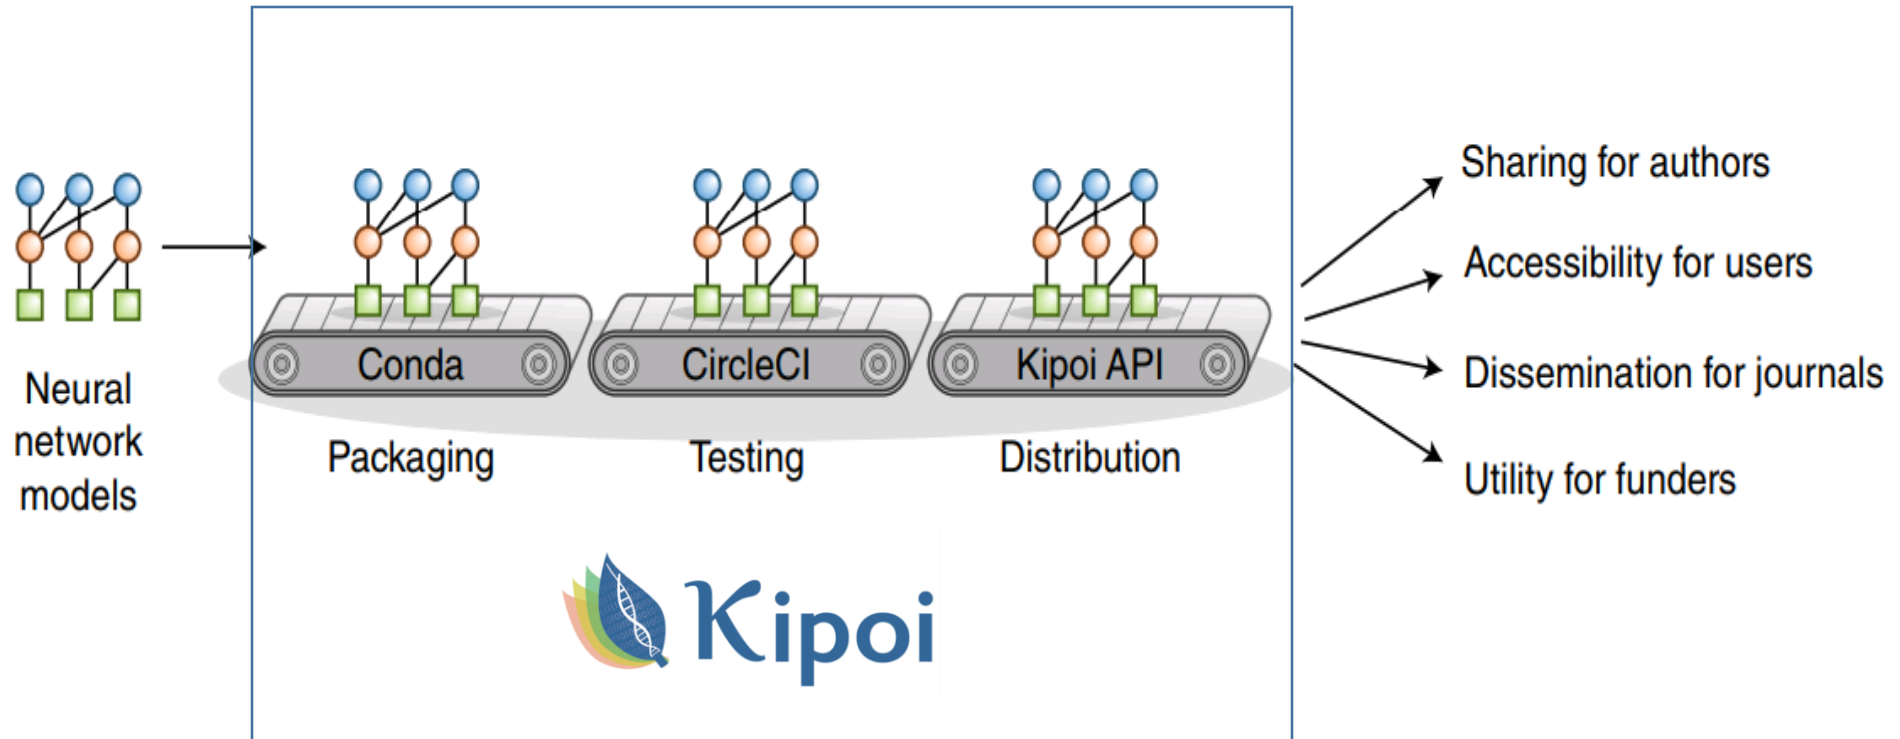 Neural
network
models
Conda
CircleCI
Kipoi API
Packaging
Testing
Distribution
Kipoi
Sharing for authors
Accessibility for users
Dissemination for journals
Utility for funders